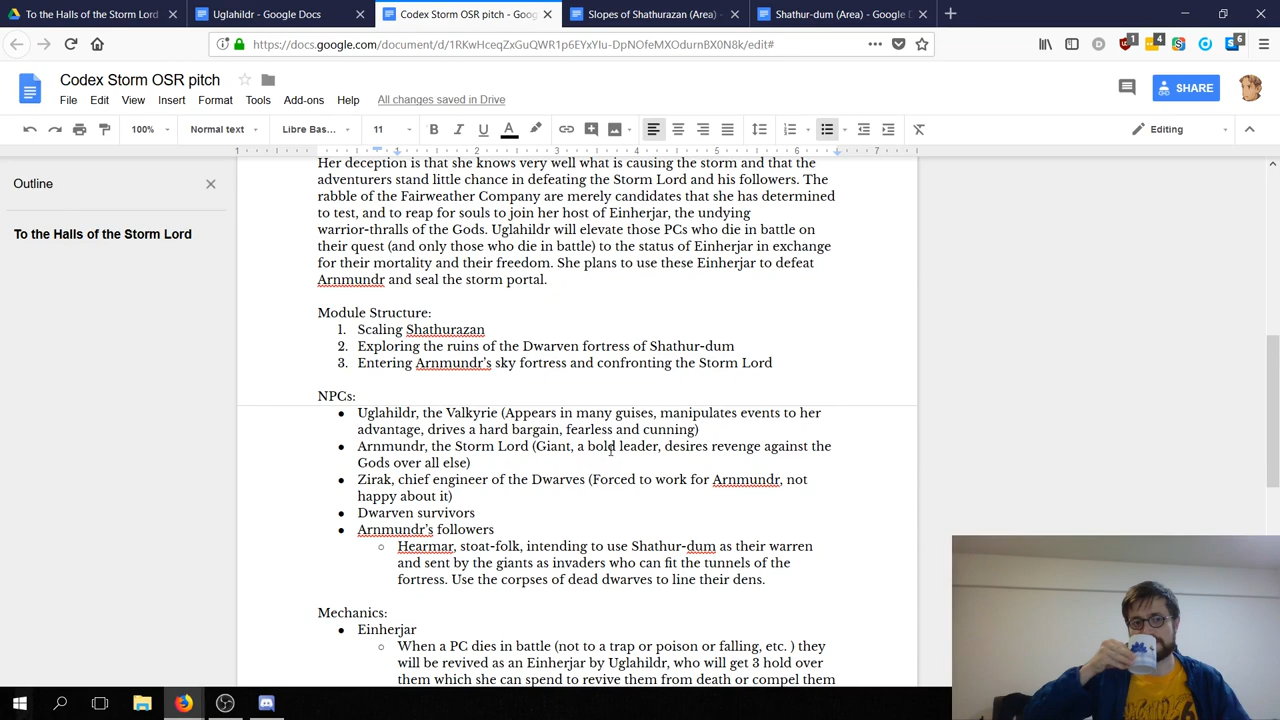 To the Halls of the Storm Lord
Uglahildr - Google Docs
Codex Storm OSR pitch - Goog
Slopes of Shathurazan (Area) -
Shathur-dum (Area) - Google D
https://docs.google.com/document/d/1RKwHceqZxGuQWR1p6EYxYIu-DpNOfeMXOdurnBX0N8k/edit#
1
4
6
Codex Storm OSR pitch
SHARE
File Edit View Insert Format Tools Add-ons Help All changes saved in Drive
100% Normal text Libre Bas... 11 Editing
1 1 2 3 4 5 6 7
Outline
To the Halls of the Storm Lord
Her deception is that she knows very well what is causing the storm and that the
adventurers stand little chance in defeating the Storm Lord and his followers. The
rabble of the Fairweather Company are merely candidates that she has determined
to test, and to reap for souls to join her host of Einherjar, the undying
warrior-thralls of the Gods. Uglahildr will elevate those PCs who die in battle on
their quest (and only those who die in battle) to the status of Einherjar in exchange
for their mortality and their freedom. She plans to use these Einherjar to defeat
Arnmundr and seal the storm portal.
Module Structure:
1. Scaling Shathurazan
2. Exploring the ruins of the Dwarven fortress of Shathur-dum
3. Entering Arnmundr's sky fortress and confronting the Storm Lord
NPCs:
● Uglahildr, the Valkyrie (Appears in many guises, manipulates events to her
advantage, drives a hard bargain, fearless and cunning)
● Arnmundr, the Storm Lord (Giant, a bold leader, desires revenge against the
Gods over all else)
● Zirak, chief engineer of the Dwarves (Forced to work for Arnmundr, not
happy about it)
● Dwarven survivors
● Arnmundr's followers
○ Hearmar, stoat-folk, intending to use Shathur-dum as their warren
and sent by the giants as invaders who can fit the tunnels of the
fortress. Use the corpses of dead dwarves to line their dens.
Mechanics:
● Einherjar
○ When a PC dies in battle (not to a trap or poison or falling, etc. ) they
will be revived as an Einherjar by Uglahildr, who will get 3 hold over
them which she can spend to revive them from death or compel them